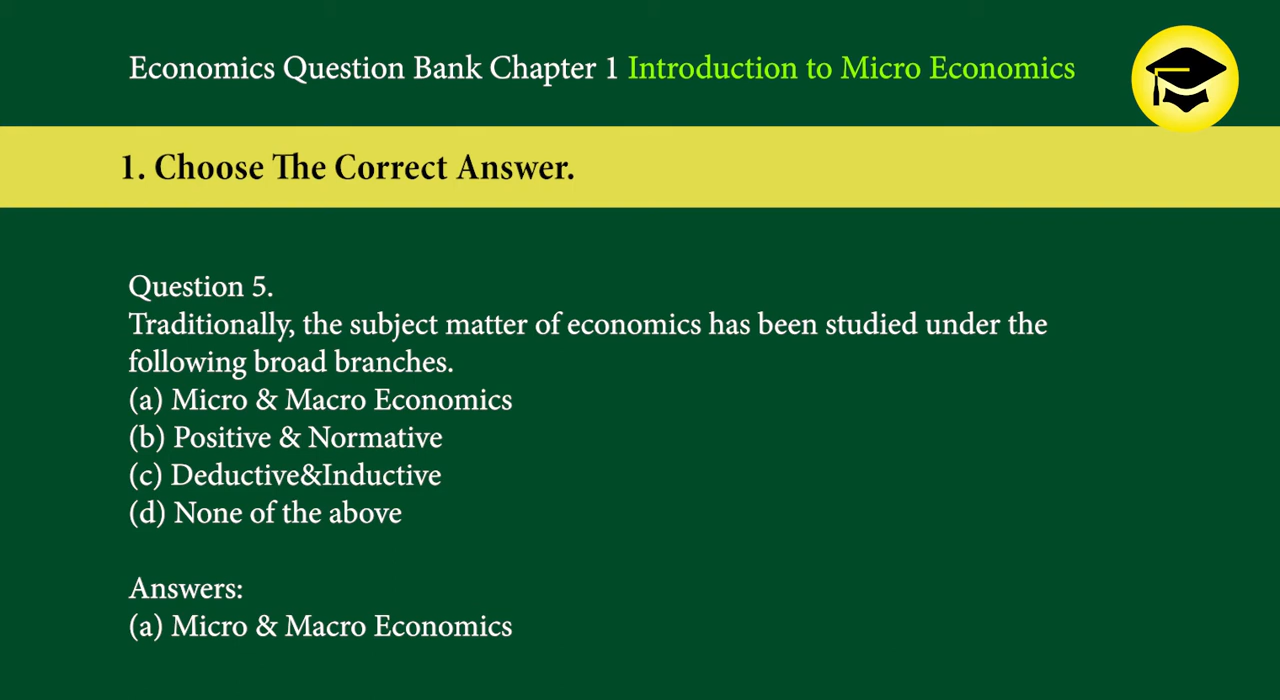 Economics Question Bank Chapter 1 Introduction to Micro Economics
1. Choose The Correct Answer.
Question 5.
Traditionally, the subject matter of economics has been studied under the
following broad branches.
(a) Micro & Macro Economics
(b) Positive & Normative
(c) Deductive&Inductive
(d) None of the above
Answers:
(a) Micro & Macro Economics